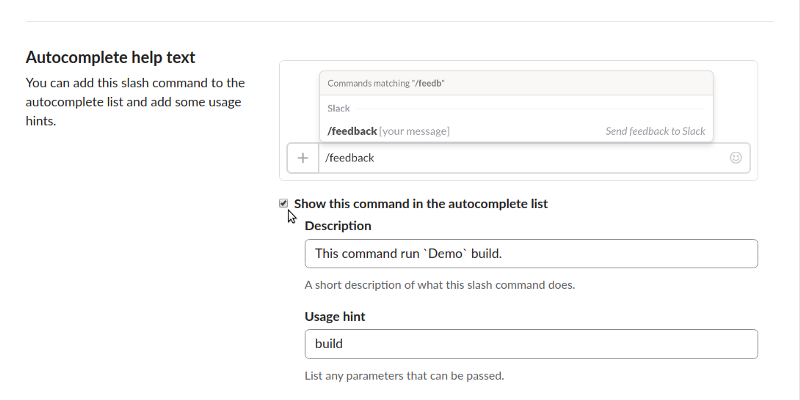 Autocomplete help text
You can add this slash command to the
autocomplete list and add some usage
hints.
Commands matching "/feedb"
Slack
/feedback [your message] Send feedback to Slack
/feedback
Show this command in the autocomplete list
Description
This command run `Demo` build.
A short description of what this slash command does.
Usage hint
build
List any parameters that can be passed.